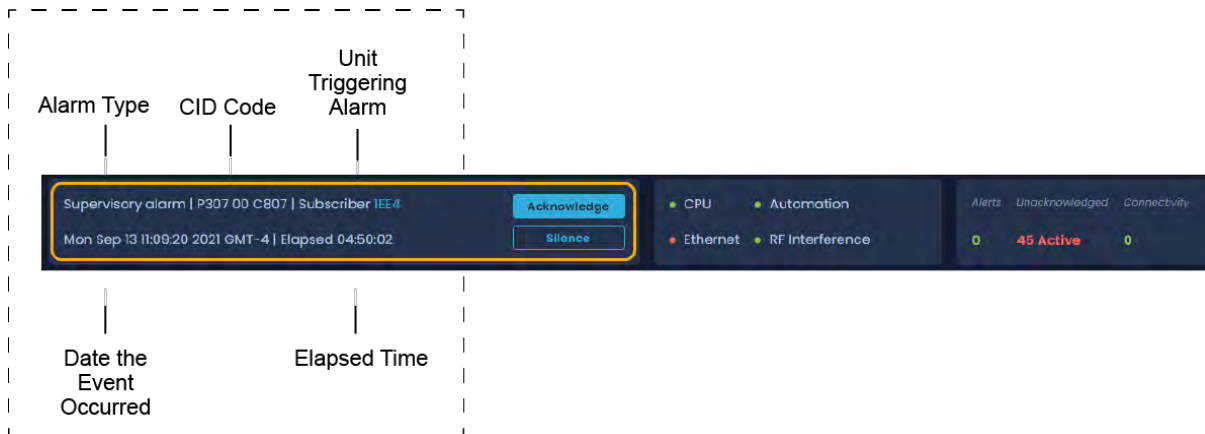 Unit
Triggering
Alarm
Alarm Type
CID Code
Supervisory alarm | P307 00 C807 | Subscriber 1EE4
Acknowledge
Mon Sep 13 11:09:20 2021 GMT-4 | Elapsed 04:50:02
Silence
CPU
Automation
Ethernet
RF Interference
Alerts Unacknowledged Connectivity
0 45 Active 0
Date the
Event
Occurred
Elapsed Time